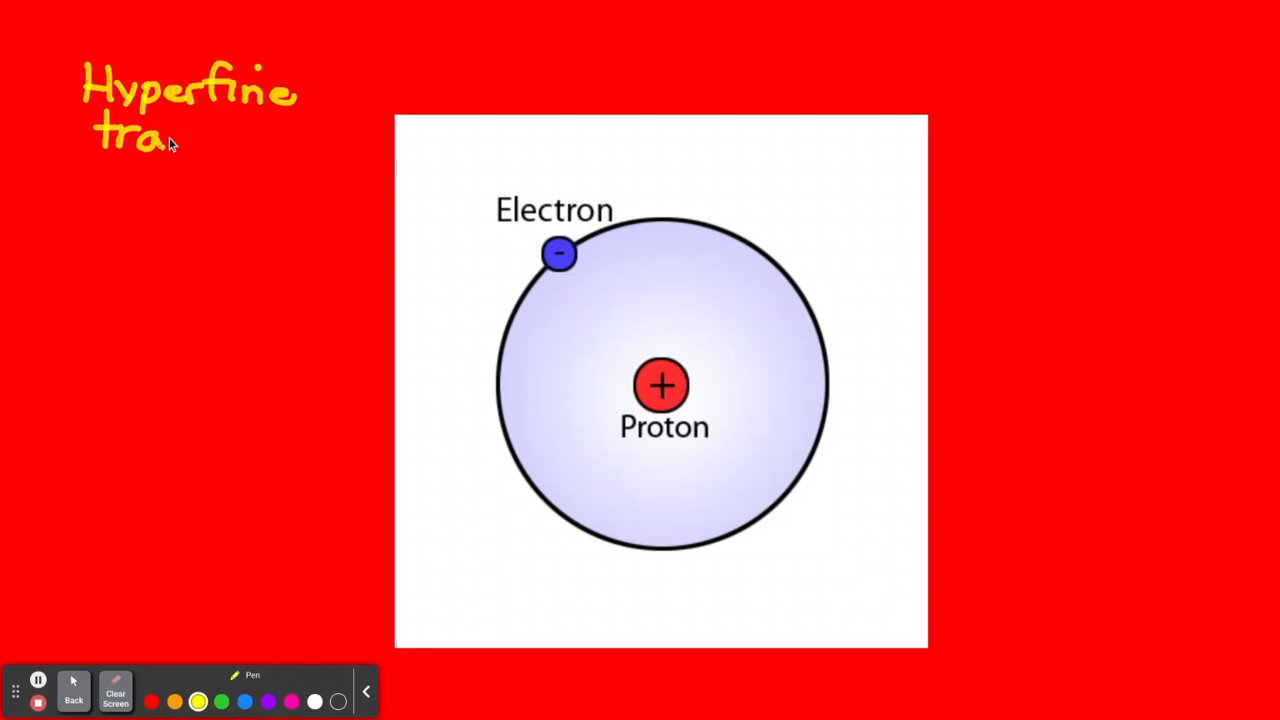 Hyperfine
tra
Electron
-
+
Proton
Pen
Back
Clear
Screen